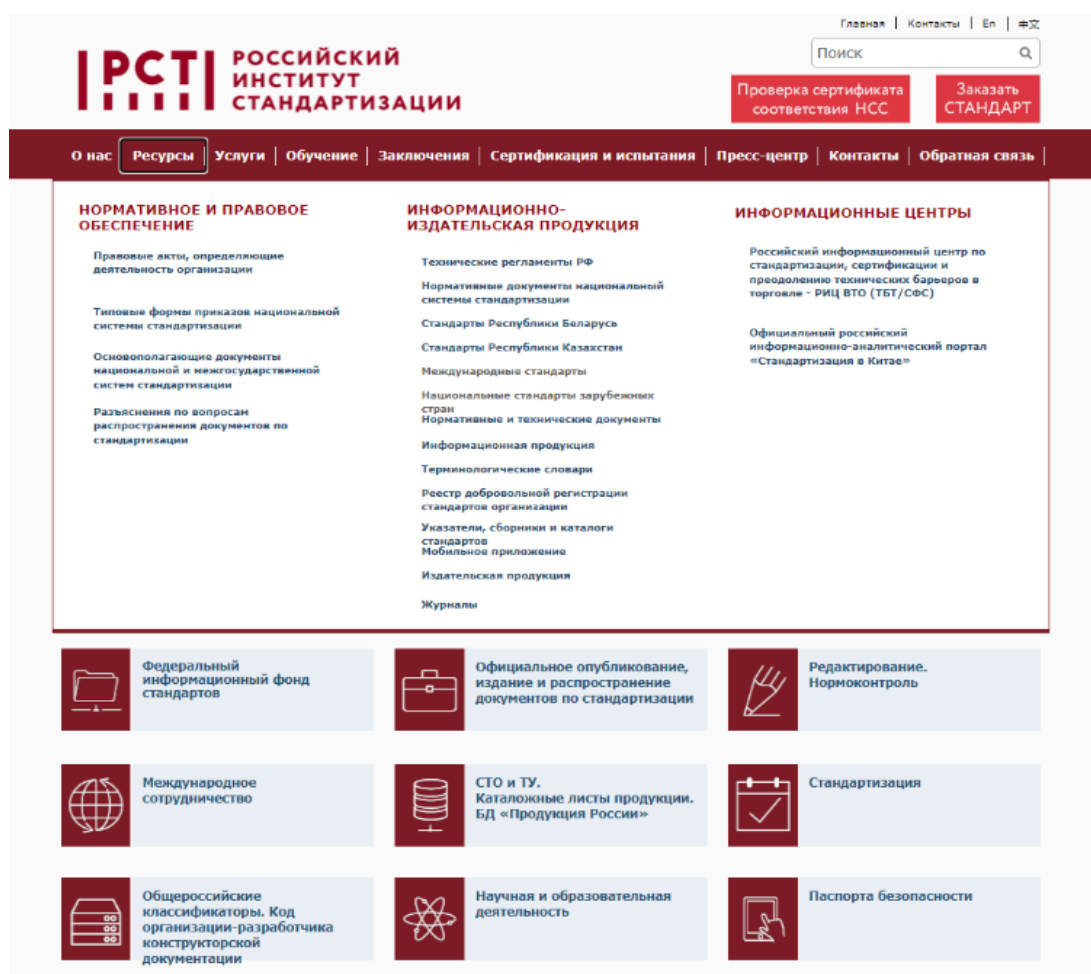 Главная | Контакты | En | 中文
РСТ
РОССИЙСКИЙ
ИНСТИТУТ
СТАНДАРТИЗАЦИИ
Поиск
Проверка сертификата
соответствия НСС
Заказать
СТАНДАРТ
О нас | Ресурсы | Услуги | Обучение | Заключения | Сертификация и испытания | Пресс-центр | Контакты | Обратная связь |
НОРМАТИВНОЕ И ПРАВОВОЕ
ОБЕСПЕЧЕНИЕ
Правовые акты, определяющие
деятельность организации
Типовые формы приказов национальной
системы стандартизации
Основополагающие документы
национальной и межгосударственной
систем стандартизации
Разъяснения по вопросам
распространения документов по
стандартизации
ИНФОРМАЦИОННО-
ИЗДАТЕЛЬСКАЯ ПРОДУКЦИЯ
Технические регламенты РФ
Нормативные документы национальный
системы стандартизации
Стандарты Республики Беларусь
Стандарты Республики Казахстан
Международные стандарты
Национальные стандарты зарубежных
стран
Нормативные и технические документы
Информационная продукция
Терминологические словари
Реестр добровольной регистрации
стандартов организации
Указатели, сборники и каталоги
стандартов
Мобильное приложение
Издательская продукция
Журналы
ИНФОРМАЦИОННЫЕ ЦЕНТРЫ
Российский информационный центр по
стандартизации, сертификации и
преодолению технических барьеров в
торговле - РИЦ ВТО (ТБТ/СФС)
Официальный российский
информационно-аналитический портал
«Стандартизация в Китае»
Федеральный
информационный фонд
стандартов
Официальное опубликование,
издание и распространение
документов по стандартизации
Редактирование.
Нормоконтроль
Международное
сотрудничество
СТО и ТУ.
Каталожные листы продукции.
БД «Продукция России»
Стандартизация
Общероссийские
классификаторы. Код
организации-разработчика
конструкторской
документации
Научная и образовательная
деятельность
Паспорта безопасности